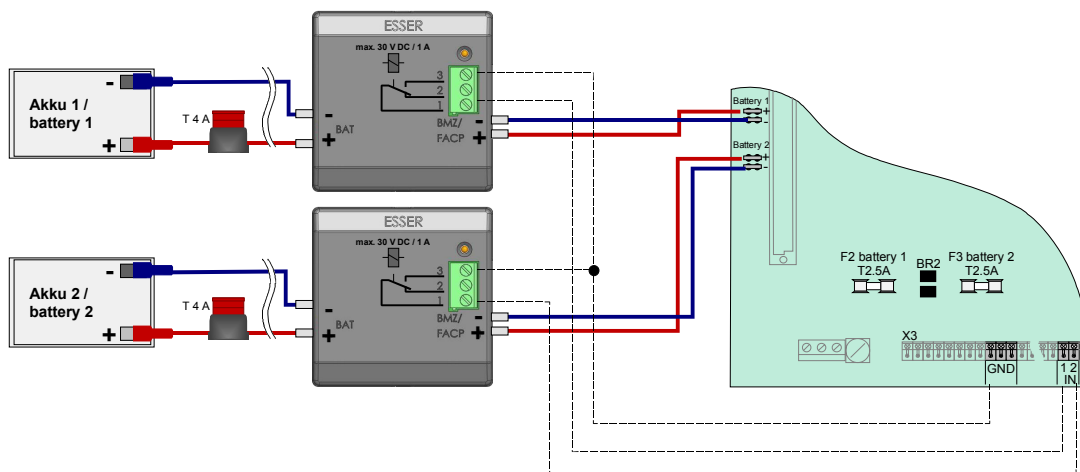 ESSER
max. 30 V DC / 1 A
3
2
1
-
+
Akku 1 /
battery 1
T 4 A
-
+
BAT
BMZ/
FACP
-
+
Battery 1
+
-
Battery 2
+
-
ESSER
max. 30 V DC / 1 A
3
2
1
-
+
Akku 2 /
battery 2
T 4 A
-
+
BAT
BMZ/
FACP
-
+
F2 battery 1
T2.5A
BR2
F3 battery 2
T2.5A
X3
GND
1 2
IN